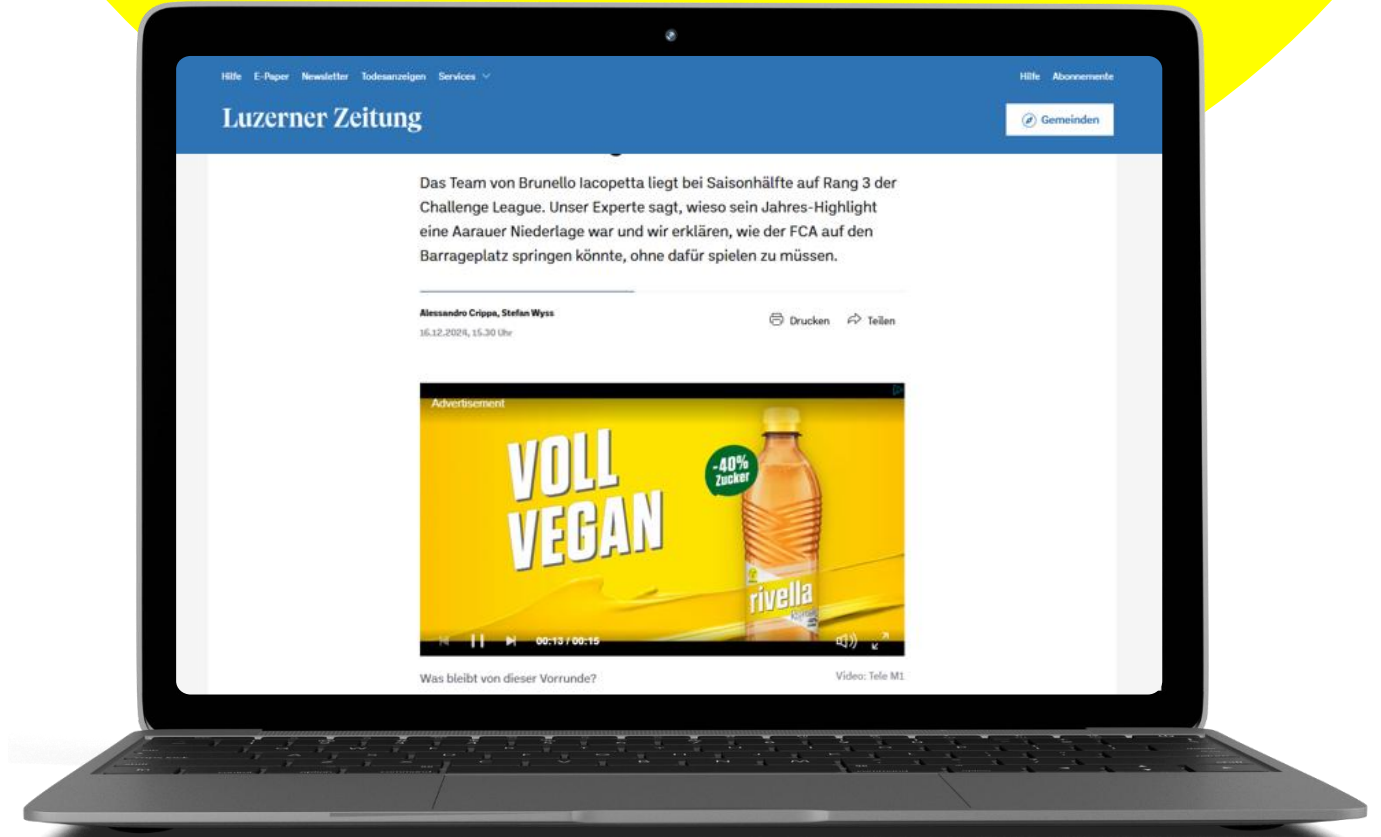 Hilfe E-Paper Newsletter Todesanzeigen Services
Hilfe Abonnemente
Luzerner Zeitung
Gemeinden
Das Team von Brunello Iacopetta liegt bei Saisonhälfte auf Rang 3 der
Challenge League. Unser Experte sagt, wieso sein Jahres-Highlight
eine Aarauer Niederlage war und wir erklären, wie der FCA auf den
Barrageplatz springen könnte, ohne dafür spielen zu müssen.
Alessandro Crippa, Stefan Wyss
16.12.2024, 15.30 Uhr
Drucken Teilen
Advertisement
VOLL
VEGAN
-40%
Zucker
rivella
00:13 / 00:15
Was bleibt von dieser Vorrunde?
Video: Tele M1